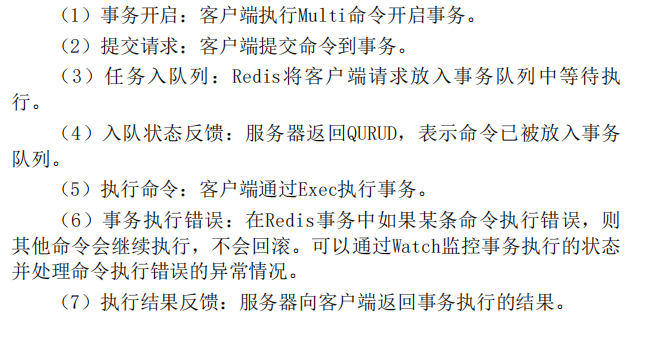 （1）事务开启：客户端执行Multi命令开启事务。
（2）提交请求：客户端提交命令到事务。
（3）任务入队列：Redis将客户端请求放入事务队列中等待执
行。
（4）入队状态反馈：服务器返回QURUD，表示命令已被放入事务
队列。
（5）执行命令：客户端通过Exec执行事务。
（6）事务执行错误：在Redis事务中如果某条命令执行错误，则
其他命令会继续执行，不会回滚。可以通过Watch监控事务执行的状态
并处理命令执行错误的异常情况。
（7）执行结果反馈：服务器向客户端返回事务执行的结果。